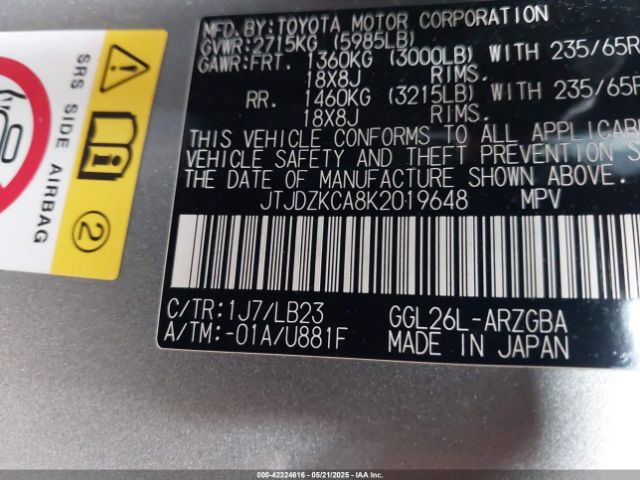 MFD.BY:TOYOTA MOTOR CORPORATION
GVWR:2715KG (5985LB)
GAWR:FRT. 1360KG (3000LB) WITH 235/65R
18X8J RIMS.
RR. 1460KG (3215LB) WITH 235/65R
18X8J RIMS.
THIS VEHICLE CONFORMS TO ALL APPLICABL
VEHICLE SAFETY AND THEFT PREVENTION S
THE DATE OF MANUFACTURE SHOWN ABOVE.
JTJDZKCA8K2019648 MPV
C/TR:1J7/LB23 GGL26L-ARZGBA
A/TM:-01A/U881F MADE IN JAPAN
SRS SIDE AIRBAG
2
000-42324616 - 05/21/2025 - IAAI.COM